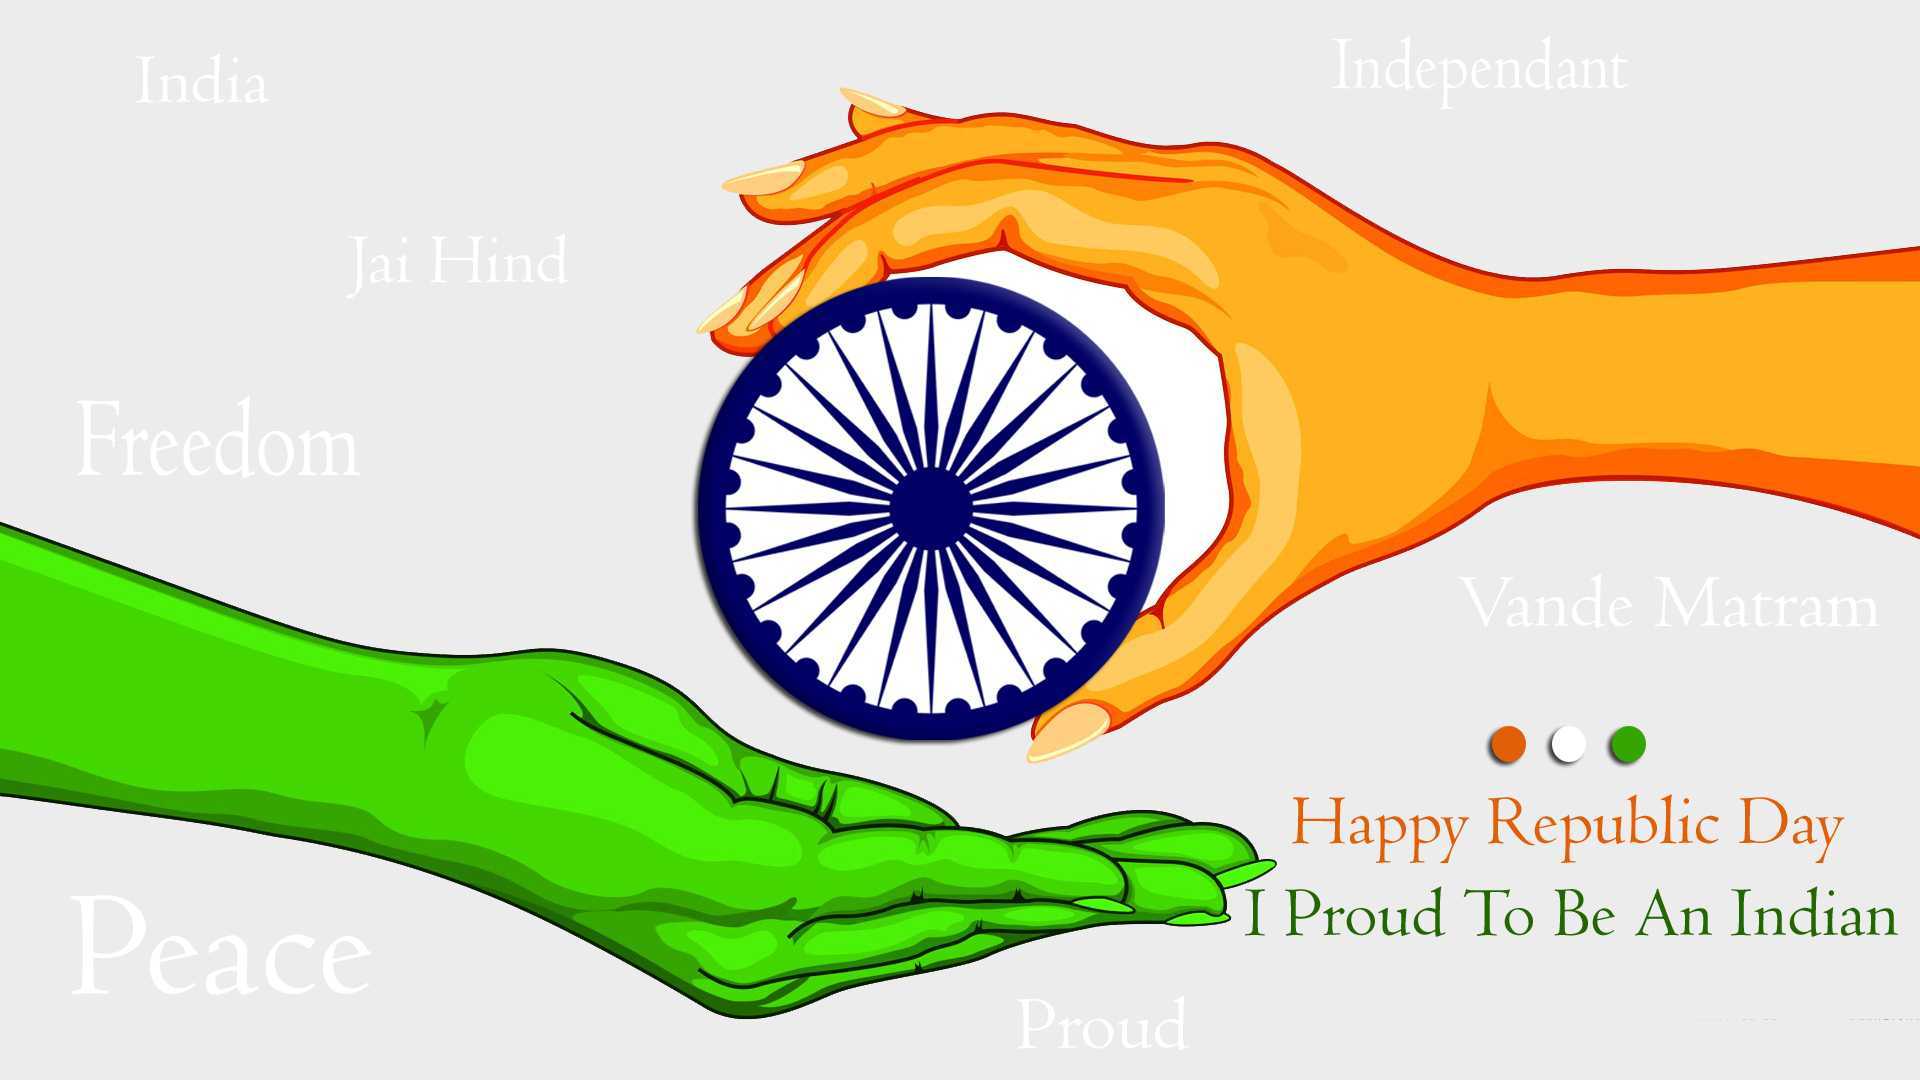 India
Independant
Jai Hind
Freedom
Vande Matram
Happy Republic Day
I Proud To Be An Indian
Peace
Proud